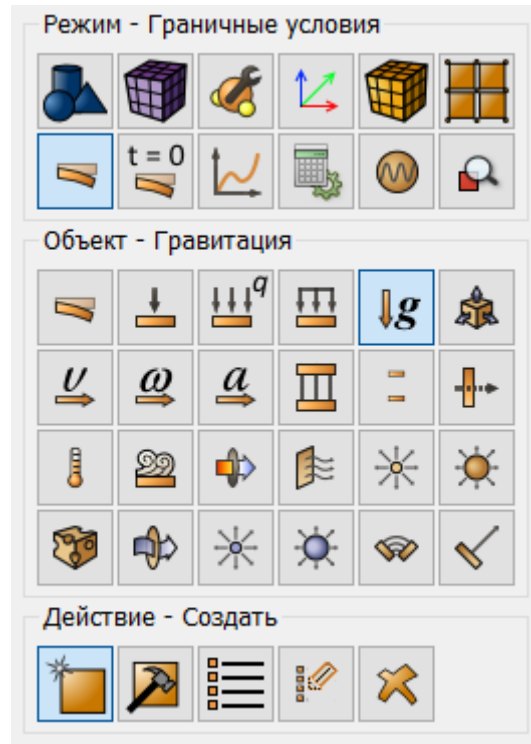 Режим - Граничные условия
t = 0
Объект - Гравитация
q
g
υ ω a
Действие - Создать